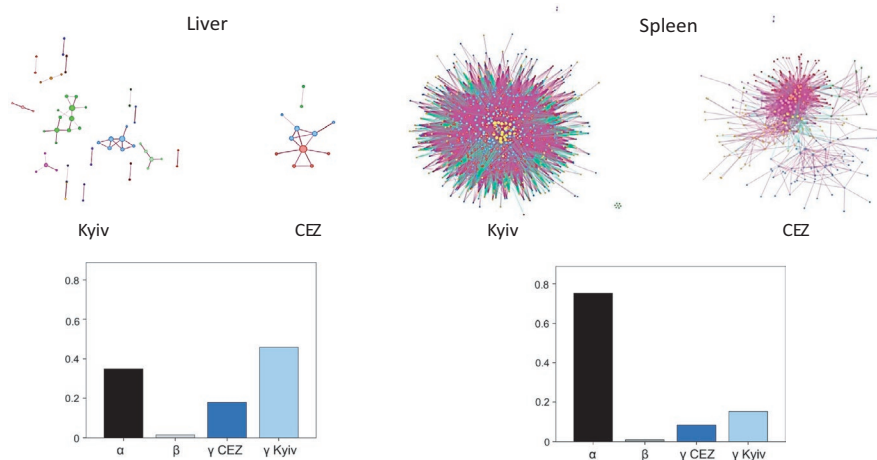 Liver
Spleen
Kyiv
CEZ
Kyiv
CEZ
0.8
0.6
0.4
0.2
0
α
β
γ CEZ
γ Kyiv
0.8
0.6
0.4
0.2
0
α
β
γ CEZ
γ Kyiv